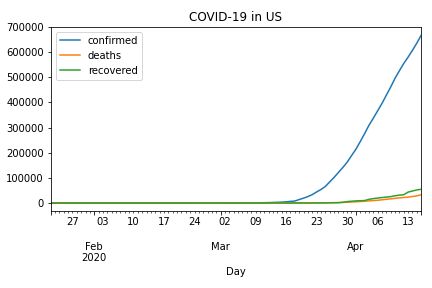 COVID-19 in US
700000
600000
500000
400000
300000
200000
100000
0
confirmed
deaths
recovered
27 03 10 17 24 02 09 16 23 30 06 13
Feb Mar Apr
2020
Day